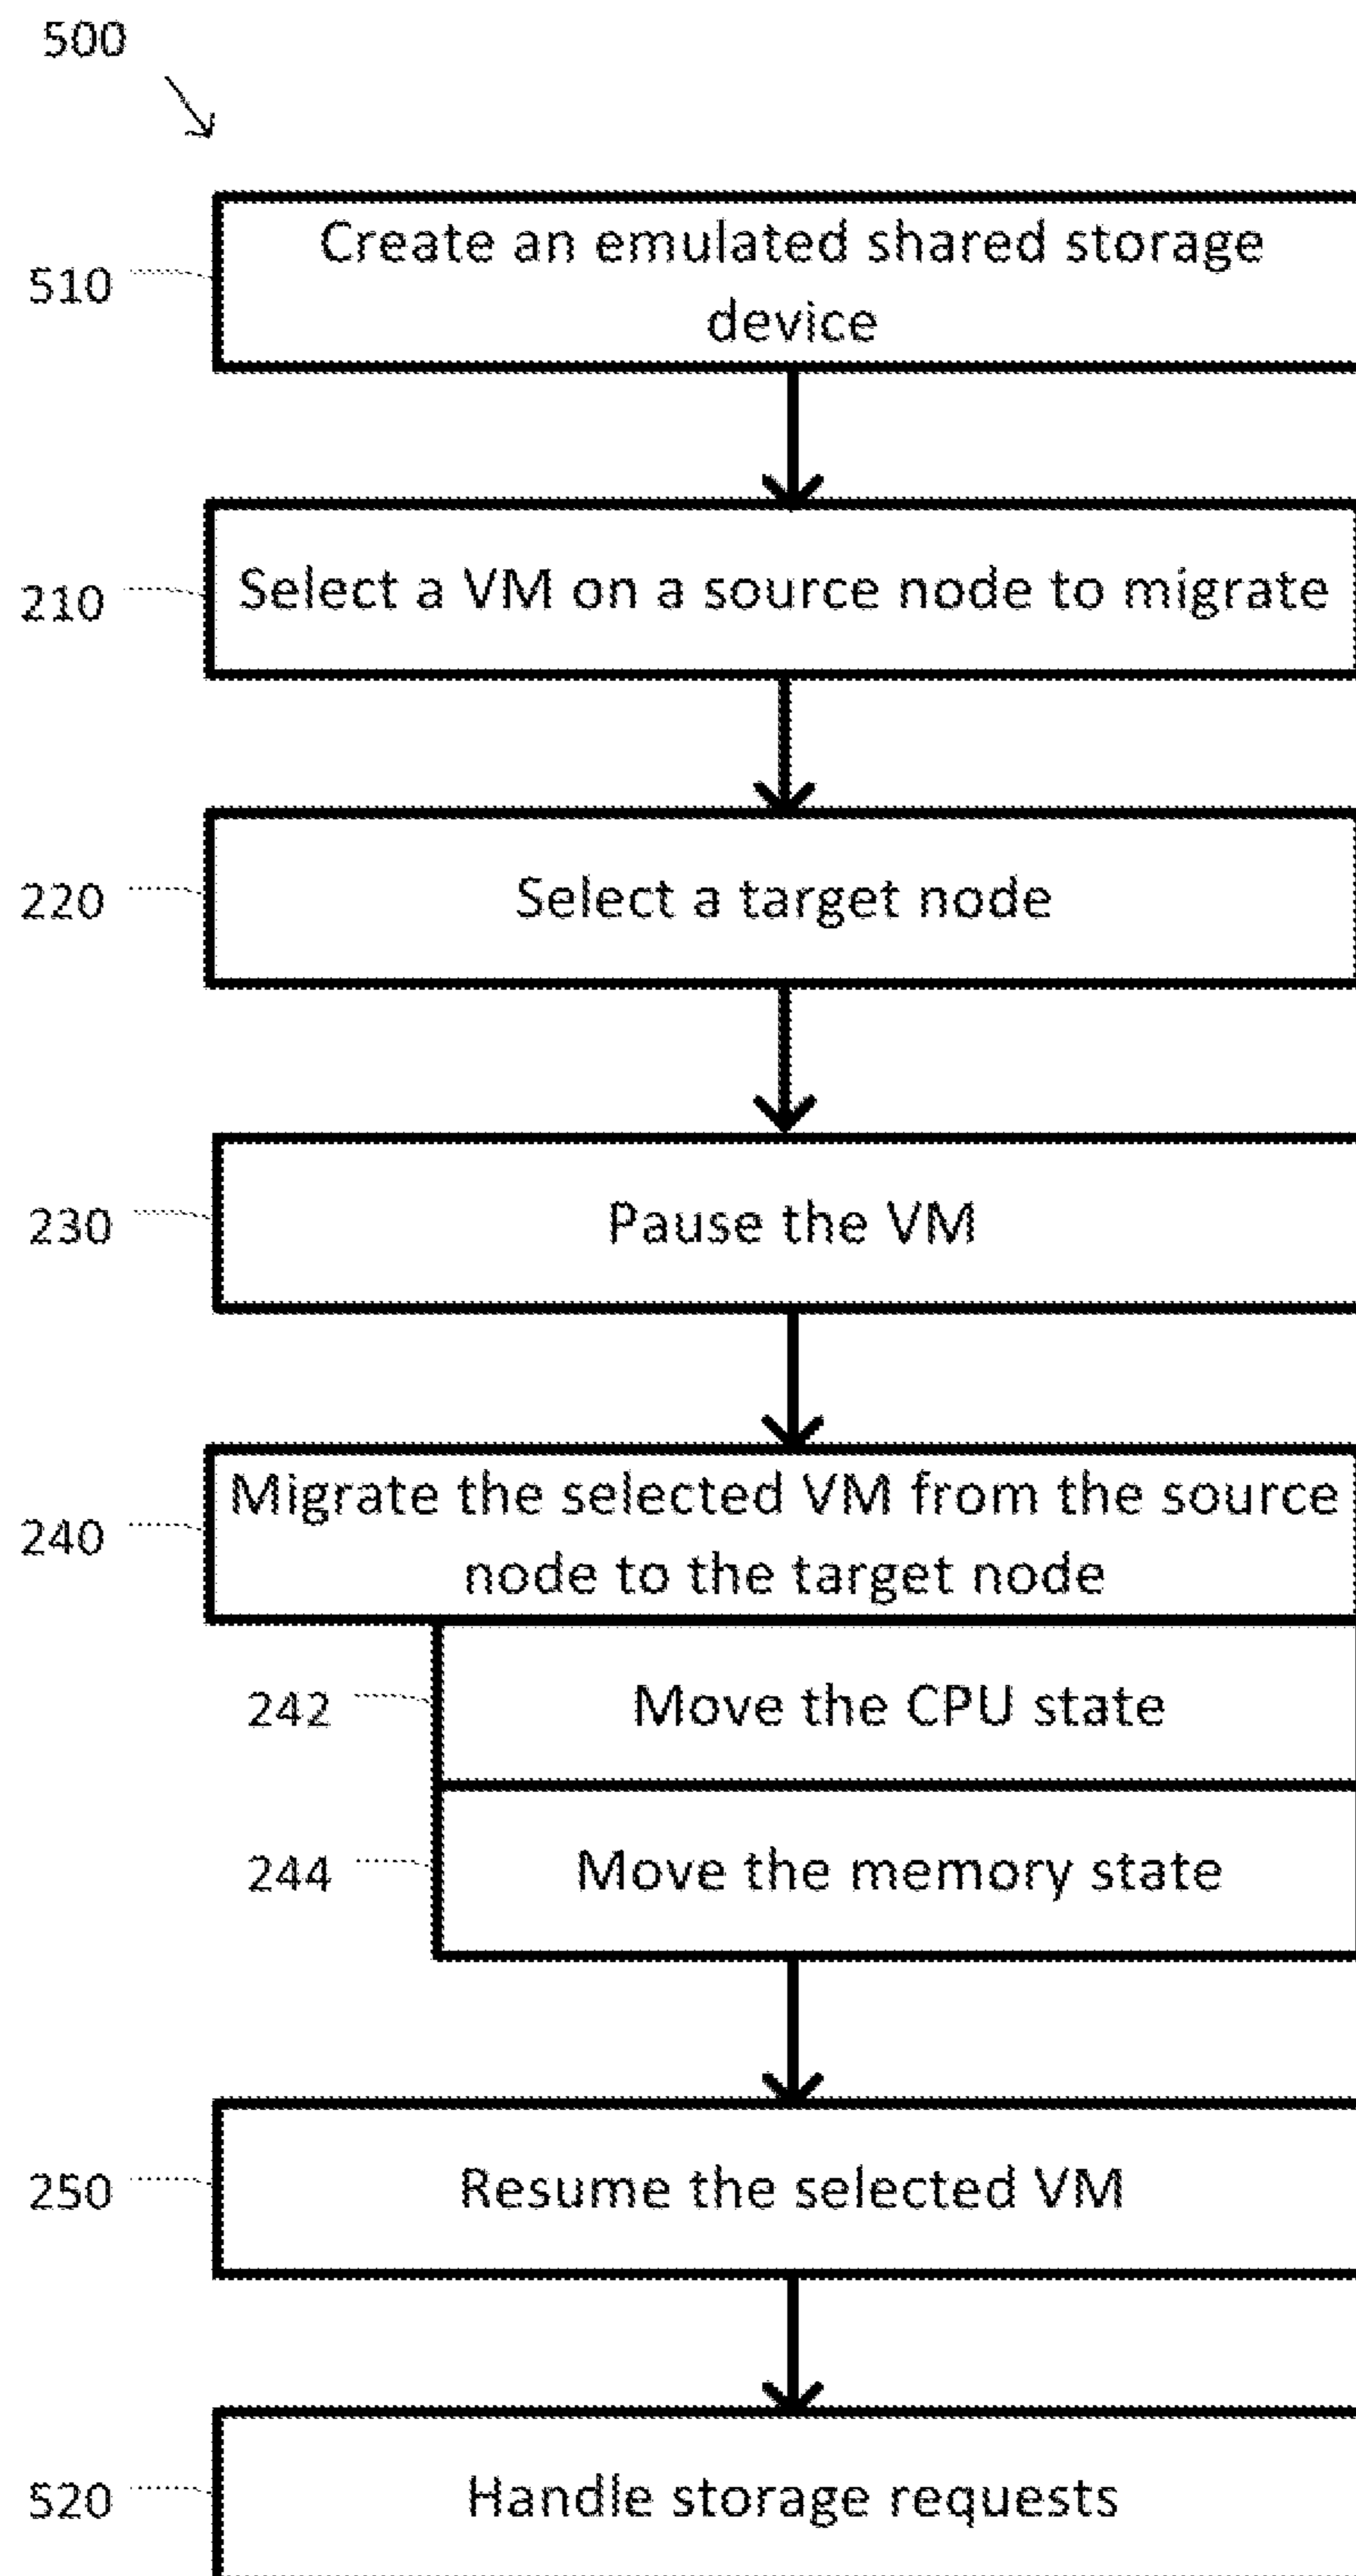 500
510
Create an emulated shared storage
device
210
Select a VM on a source node to migrate
220
Select a target node
230
Pause the VM
240
Migrate the selected VM from the source
node to the target node
242
Move the CPU state
244
Move the memory state
250
Resume the selected VM
520
Handle storage requests